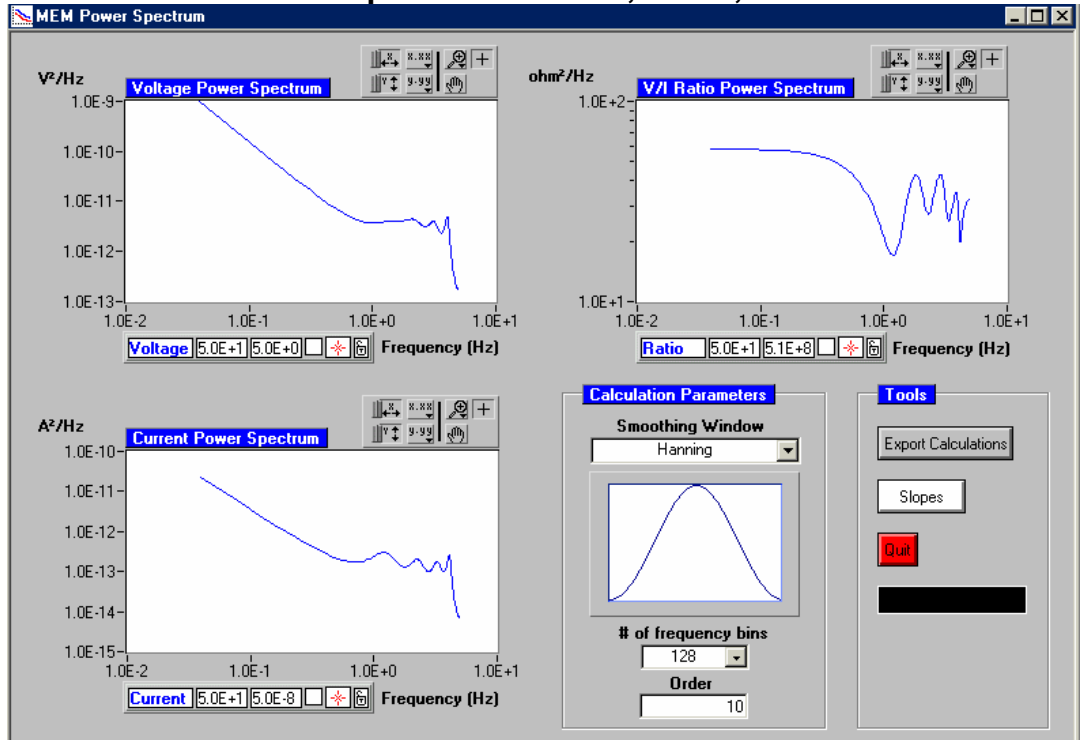 MEM Power Spectrum
V²/Hz
Voltage Power Spectrum
1.0E-9
1.0E-10
1.0E-11
1.0E-12
1.0E-13
1.0E-2 1.0E-1 1.0E+0 1.0E+1
Voltage 5.0E+1 5.0E+0 Frequency (Hz)
ohm²/Hz
V/I Ratio Power Spectrum
1.0E+2
1.0E+1
1.0E-2 1.0E-1 1.0E+0 1.0E+1
Ratio 5.0E+1 5.1E+8 Frequency (Hz)
A²/Hz
Current Power Spectrum
1.0E-10
1.0E-11
1.0E-12
1.0E-13
1.0E-14
1.0E-15
1.0E-2 1.0E-1 1.0E+0 1.0E+1
Current 5.0E+1 5.0E-8 Frequency (Hz)
Calculation Parameters
Smoothing Window
Hanning
# of frequency bins
128
Order
10
Tools
Export Calculations
Slopes
Quit